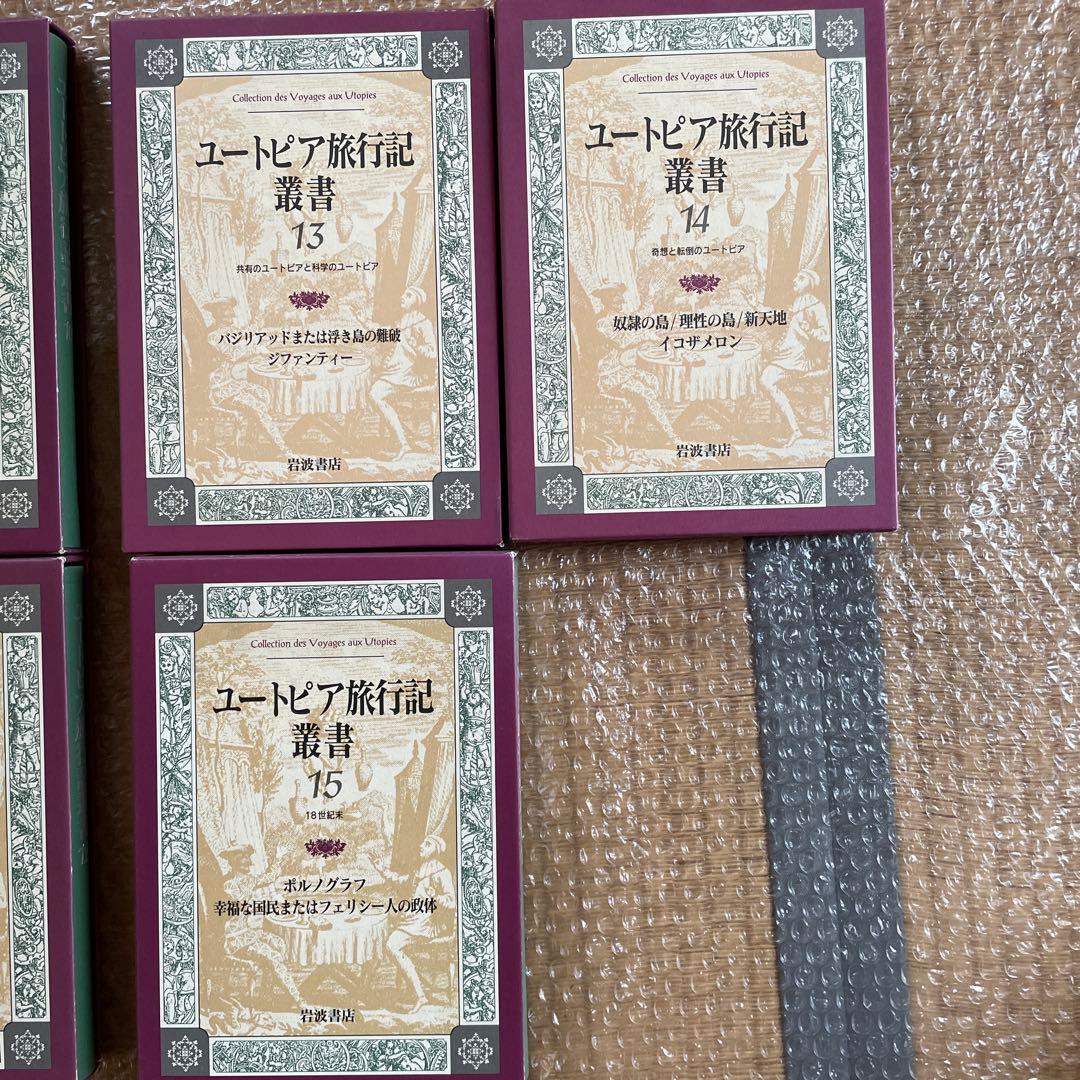 Collection des Voyages aux Utopies
ユートピア旅行記
叢書
13
共有のユートピアと科学のユートピア
バジリアッドまたは浮き島の難破
ジファンティー
岩波書店
Collection des Voyages aux Utopies
ユートピア旅行記
叢書
14
奇想と転倒のユートピア
奴隷の島/理性の島/新天地
イコザメロン
岩波書店
Collection des Voyages aux Utopies
ユートピア旅行記
叢書
15
18世紀末
ポルノグラフ
幸福な国民またはフェリシー人の政体
岩波書店